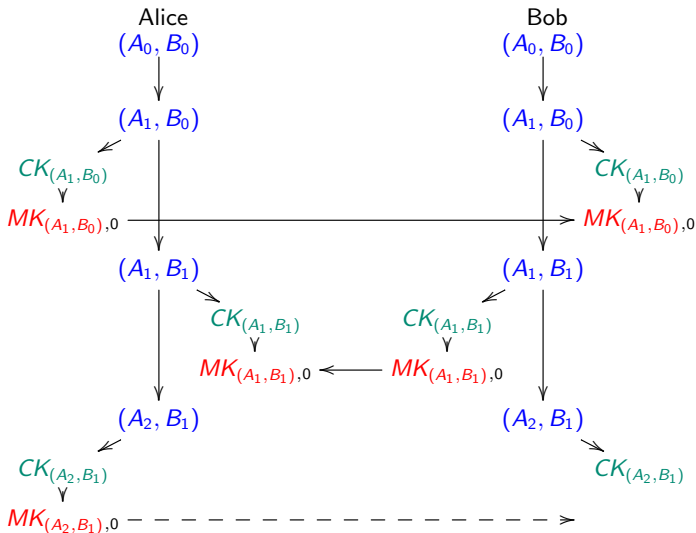 Alice Bob
(A₀, B₀) (A₀, B₀)
(A₁, B₀) (A₁, B₀)
CK₍A₁,B₀₎ CK₍A₁,B₀₎
MK₍A₁,B₀₎,₀ MK₍A₁,B₀₎,₀
(A₁, B₁) (A₁, B₁)
CK₍A₁,B₁₎ CK₍A₁,B₁₎
MK₍A₁,B₁₎,₀ MK₍A₁,B₁₎,₀
(A₂, B₁) (A₂, B₁)
CK₍A₂,B₁₎ CK₍A₂,B₁₎
MK₍A₂,B₁₎,₀